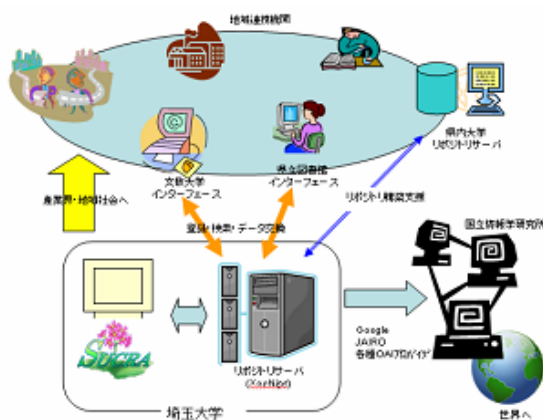 地域連携機関
県内大学
リポジトリサーバ
文教大学
インターフェース
県立図書館
インターフェース
産業界・地域社会へ
登録・検索・データ交換
リポジトリ構築支援
国立情報学研究所
SUCRA
リポジトリサーバ
(XooNIps)
Google
JAIRO
各種OAIプロバイダ
埼玉大学
世界へ